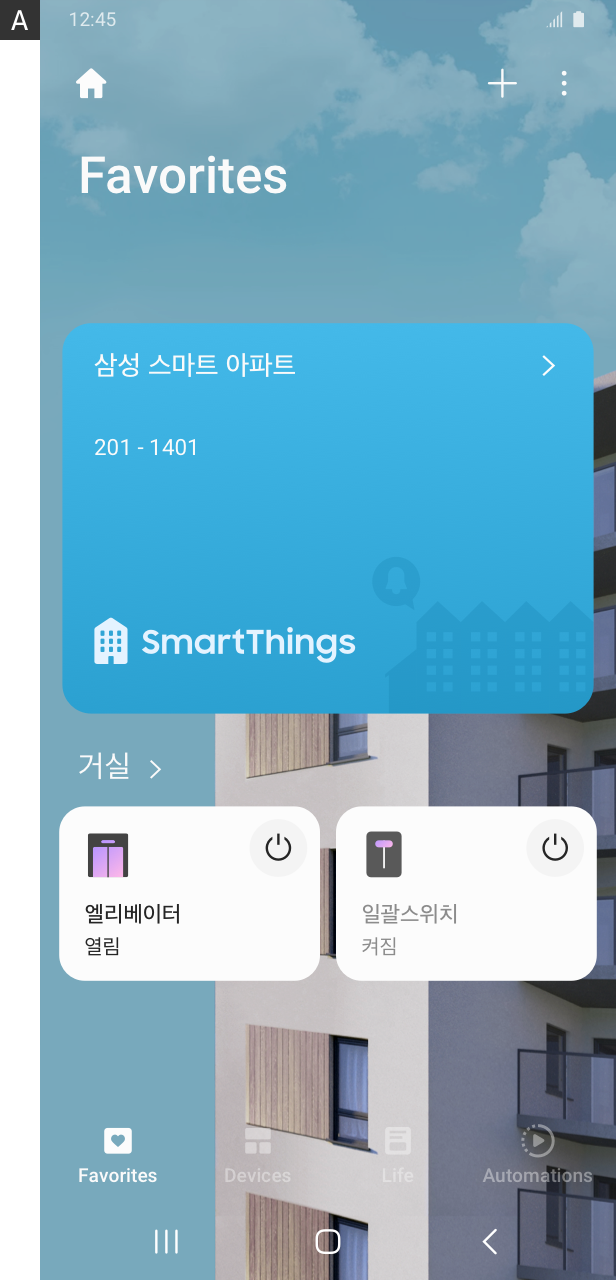 A
12:45
Favorites
삼성 스마트 아파트
201 - 1401
SmartThings
거실
엘리베이터
열림
일괄스위치
켜짐
Favorites
Devices
Life
Automations